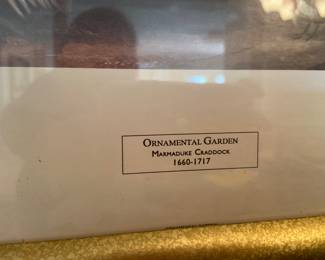 ORNAMENTAL GARDEN
MARMADUKE CRADDOCK
1660-1717